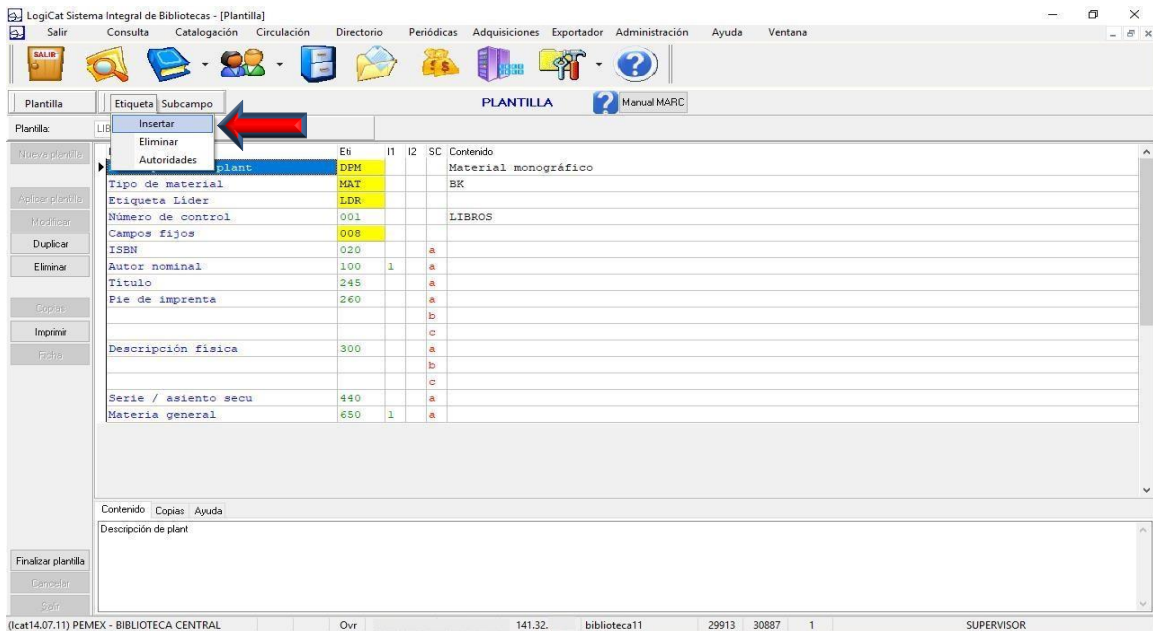 LogiCat Sistema Integral de Bibliotecas - [Plantilla]
Salir Consulta Catalogación Circulación Directorio Periódicas Adquisiciones Exportador Administración Ayuda Ventana
SALIR
Plantilla Etiqueta Subcampo PLANTILLA Manual MARC
Plantilla: LIB
Insertar
Eliminar
Autoridades
Nueva plantilla
Aplicar plantilla
Modificar
Duplicar
Eliminar
Copias
Imprimir
Ficha
Eti I1 I2 SC Contenido
plant DPM Material monográfico
Tipo de material MAT BK
Etiqueta Líder LDR
Número de control 001 LIBROS
Campos fijos 008
ISBN 020 a
Autor nominal 100 1 a
Título 245 a
Pie de imprenta 260 a
b
c
Descripción física 300 a
b
c
Serie / asiento secu 440 a
Materia general 650 1 a
Contenido Copias Ayuda
Descripción de plant
Finalizar plantilla
Cancelar
Salir
(lcat14.07.11) PEMEX - BIBLIOTECA CENTRAL Ovr 141.32. biblioteca11 29913 30887 1 SUPERVISOR